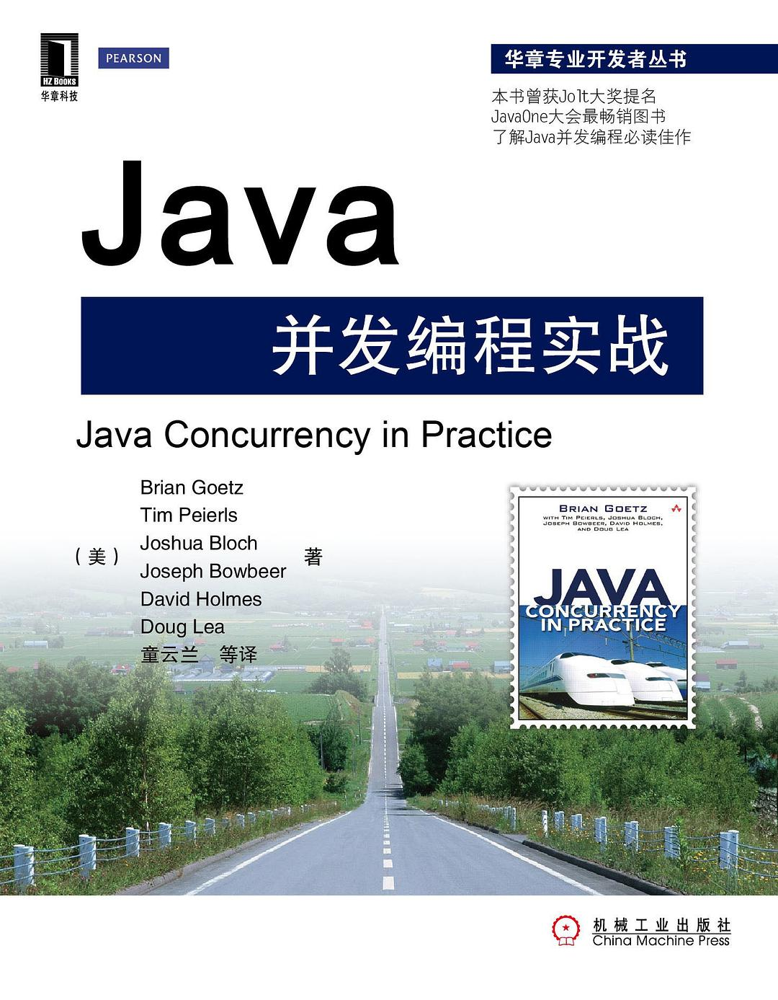 HZ BOOKS
华章科技
PEARSON
华章专业开发者丛书
本书曾获Jolt大奖提名
JavaOne大会最畅销图书
了解Java并发编程必读佳作
Java
并发编程实战
Java Concurrency in Practice
(美)
Brian Goetz
Tim Peierls
Joshua Bloch
Joseph Bowbeer
David Holmes
Doug Lea
著
童云兰 等译
BRIAN GOETZ
WITH TIM PEIERLS, JOSHUA BLOCH,
JOSEPH BOWBEER, DAVID HOLMES,
AND DOUG LEA
JAVA
CONCURRENCY
IN PRACTICE
机械工业出版社
China Machine Press